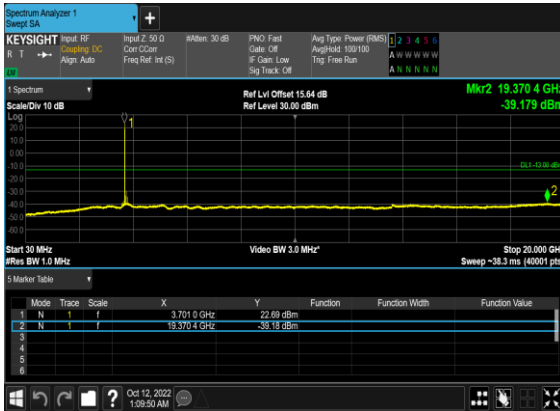 Spectrum Analyzer 1
Swept SA
+
KEYSIGHT Input: RF Input Z: 50 Ω #Atten: 30 dB PNO: Fast Avg Type: Power (RMS) 1 2 3 4 5 6
R T Coupling: DC Corr CCorr Gate: Off Avg|Hold: 100/100 A W W W W W
Align: Auto Freq Ref: Int (S) IF Gain: Low Trig: Free Run
Sig Track: Off A N N N N N
1 Spectrum Ref Lvl Offset 15.64 dB Mkr2 19.370 4 GHz
Scale/Div 10 dB Ref Level 30.00 dBm -39.179 dBm
Log
1
20.0
10.0
0.00
-10.0
DL1 -13.00 dBm
-20.0
-30.0
2
-40.0
-50.0
-60.0
Start 30 MHz Video BW 3.0 MHz* Stop 20.000 GHz
#Res BW 1.0 MHz Sweep ~38.3 ms (40001 pts)
5 Marker Table
Mode Trace Scale X Y Function Function Width Function Value
1 N 1 f 3.701 0 GHz 22.69 dBm
2 N 1 f 19.370 4 GHz -39.18 dBm
3
4
5
6
? Oct 12, 2022
1:09:50 AM